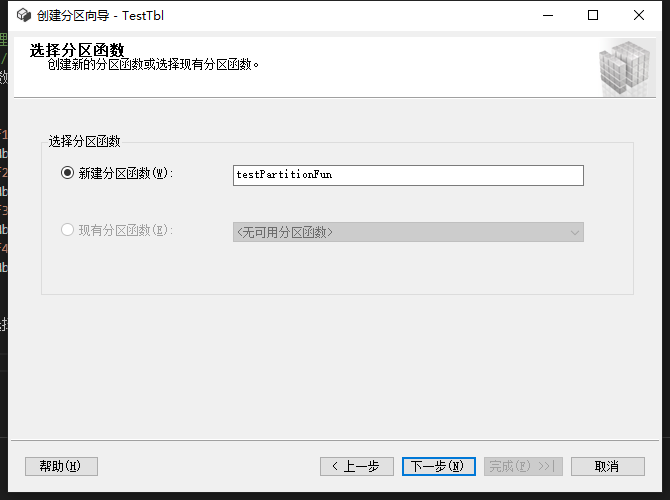 创建分区向导 - TestTbl
选择分区函数
创建新的分区函数或选择现有分区函数。
选择分区函数
新建分区函数(W):
testPartitionFun
现有分区函数(E):
<无可用分区函数>
帮助(H)
< 上一步
下一步(N)
完成(F) >>|
取消